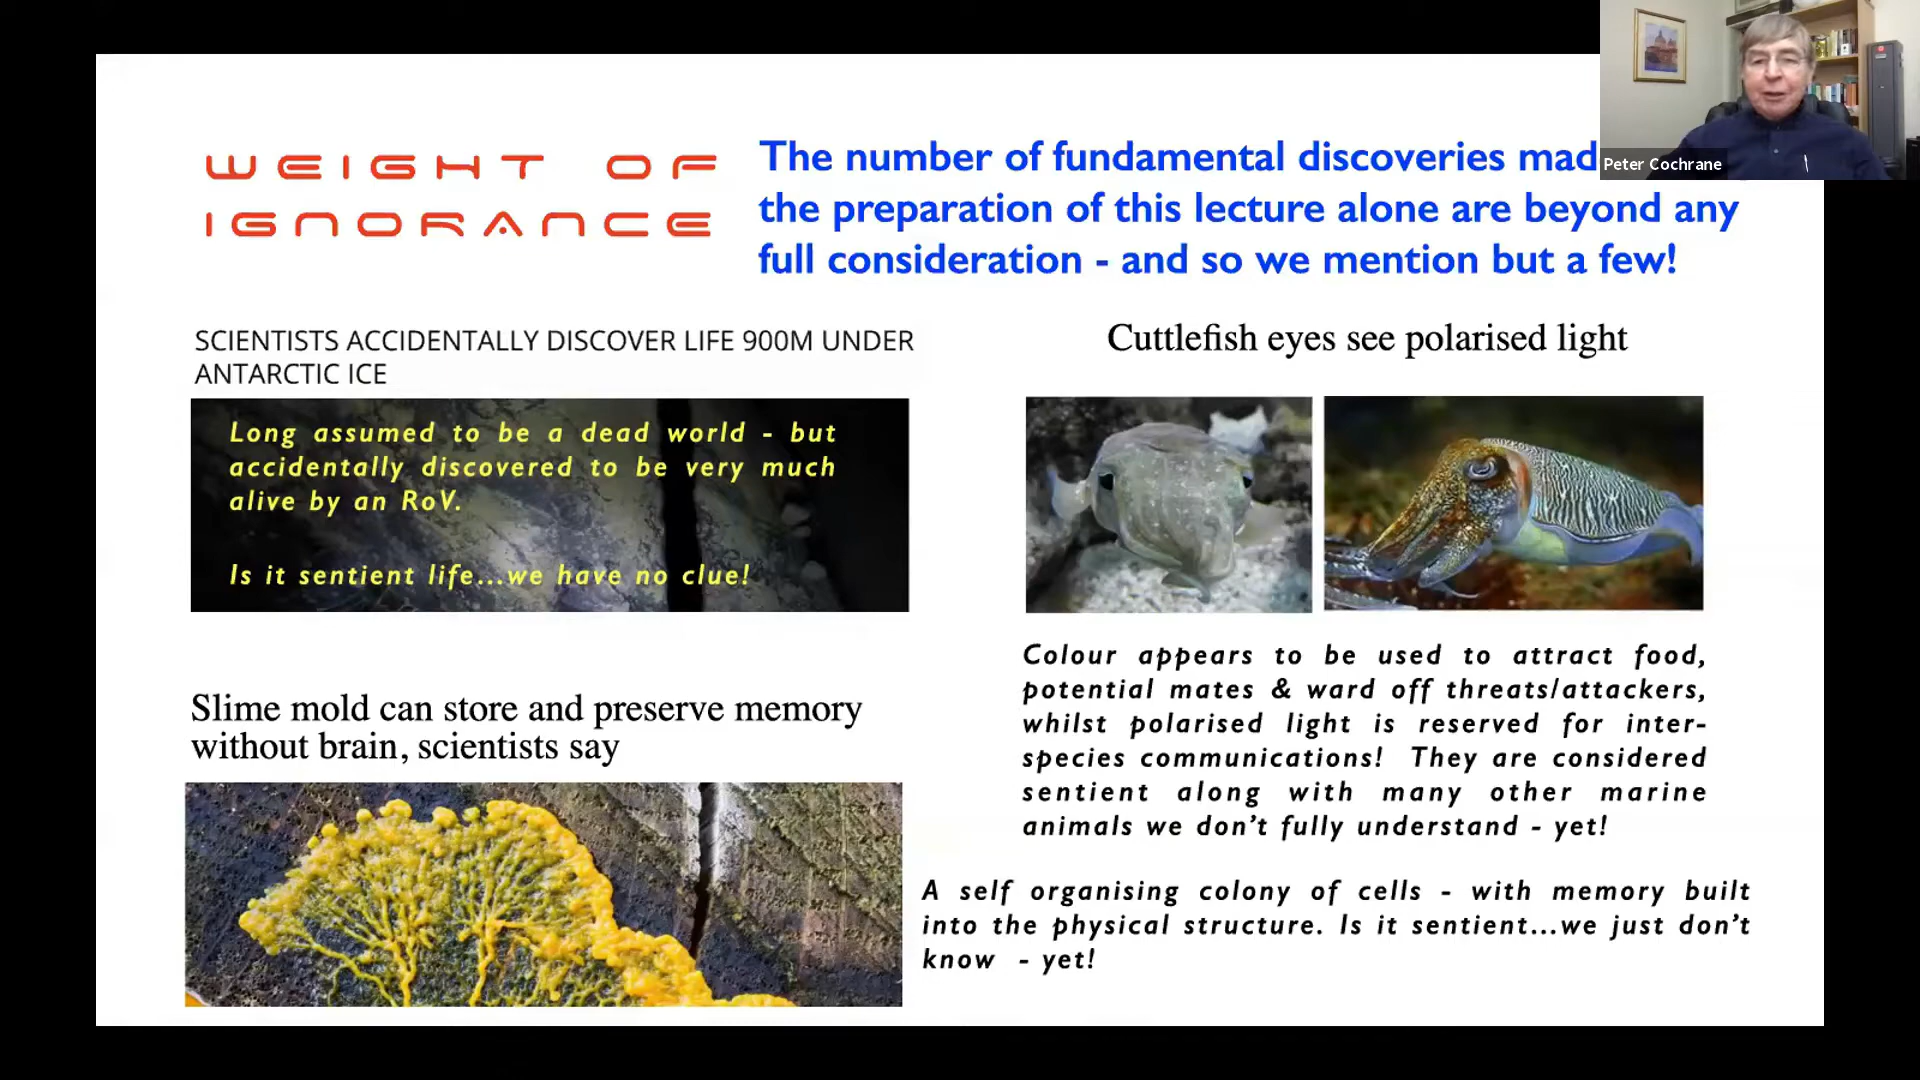 WEIGHT OF
IGNORANCE
The number of fundamental discoveries mad
the preparation of this lecture alone are beyond any
full consideration - and so we mention but a few!
Peter Cochrane
SCIENTISTS ACCIDENTALLY DISCOVER LIFE 900M UNDER
ANTARCTIC ICE
Long assumed to be a dead world - but
accidentally discovered to be very much
alive by an RoV.
Is it sentient life...we have no clue!
Cuttlefish eyes see polarised light
Colour appears to be used to attract food,
potential mates & ward off threats/attackers,
whilst polarised light is reserved for inter-
species communications! They are considered
sentient along with many other marine
animals we don't fully understand - yet!
Slime mold can store and preserve memory
without brain, scientists say
A self organising colony of cells - with memory built
into the physical structure. Is it sentient...we just don't
know - yet!